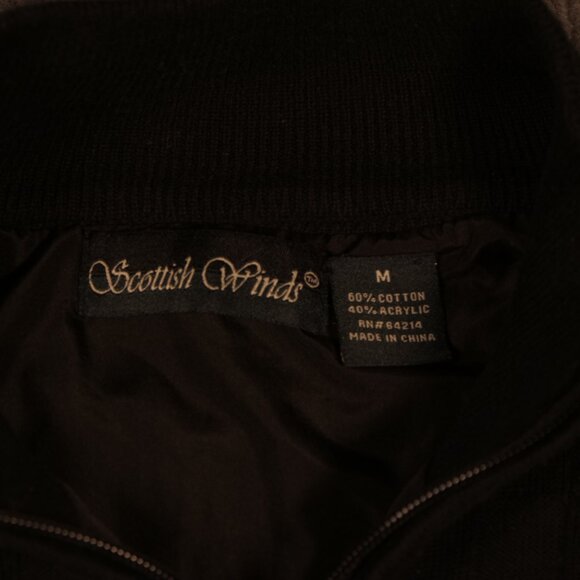 Scottish Winds™
M
60% COTTON
40% ACRYLIC
RN# 64214
MADE IN CHINA